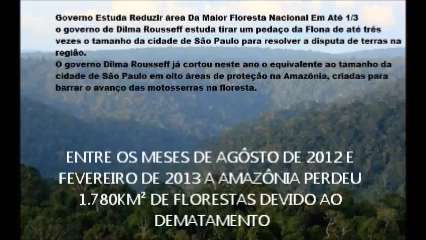 Governo Estuda Reduzir área Da Maior Floresta Nacional Em Até 1/3
o governo de Dilma Rousseff estuda tirar um pedaço da Flona de até três
vezes o tamanho da cidade de São Paulo para resolver a disputa de terras na
região.
O governo Dilma Rousseff já cortou neste ano o equivalente ao tamanho da
cidade de São Paulo em oito áreas de proteção na Amazônia, criadas para
barrar o avanço das motosserras na floresta.
ENTRE OS MESES DE AGÔSTO DE 2012 E
FEVEREIRO DE 2013 A AMAZÔNIA PERDEU
1.780KM² DE FLORESTAS DEVIDO AO
DEMATAMENTO